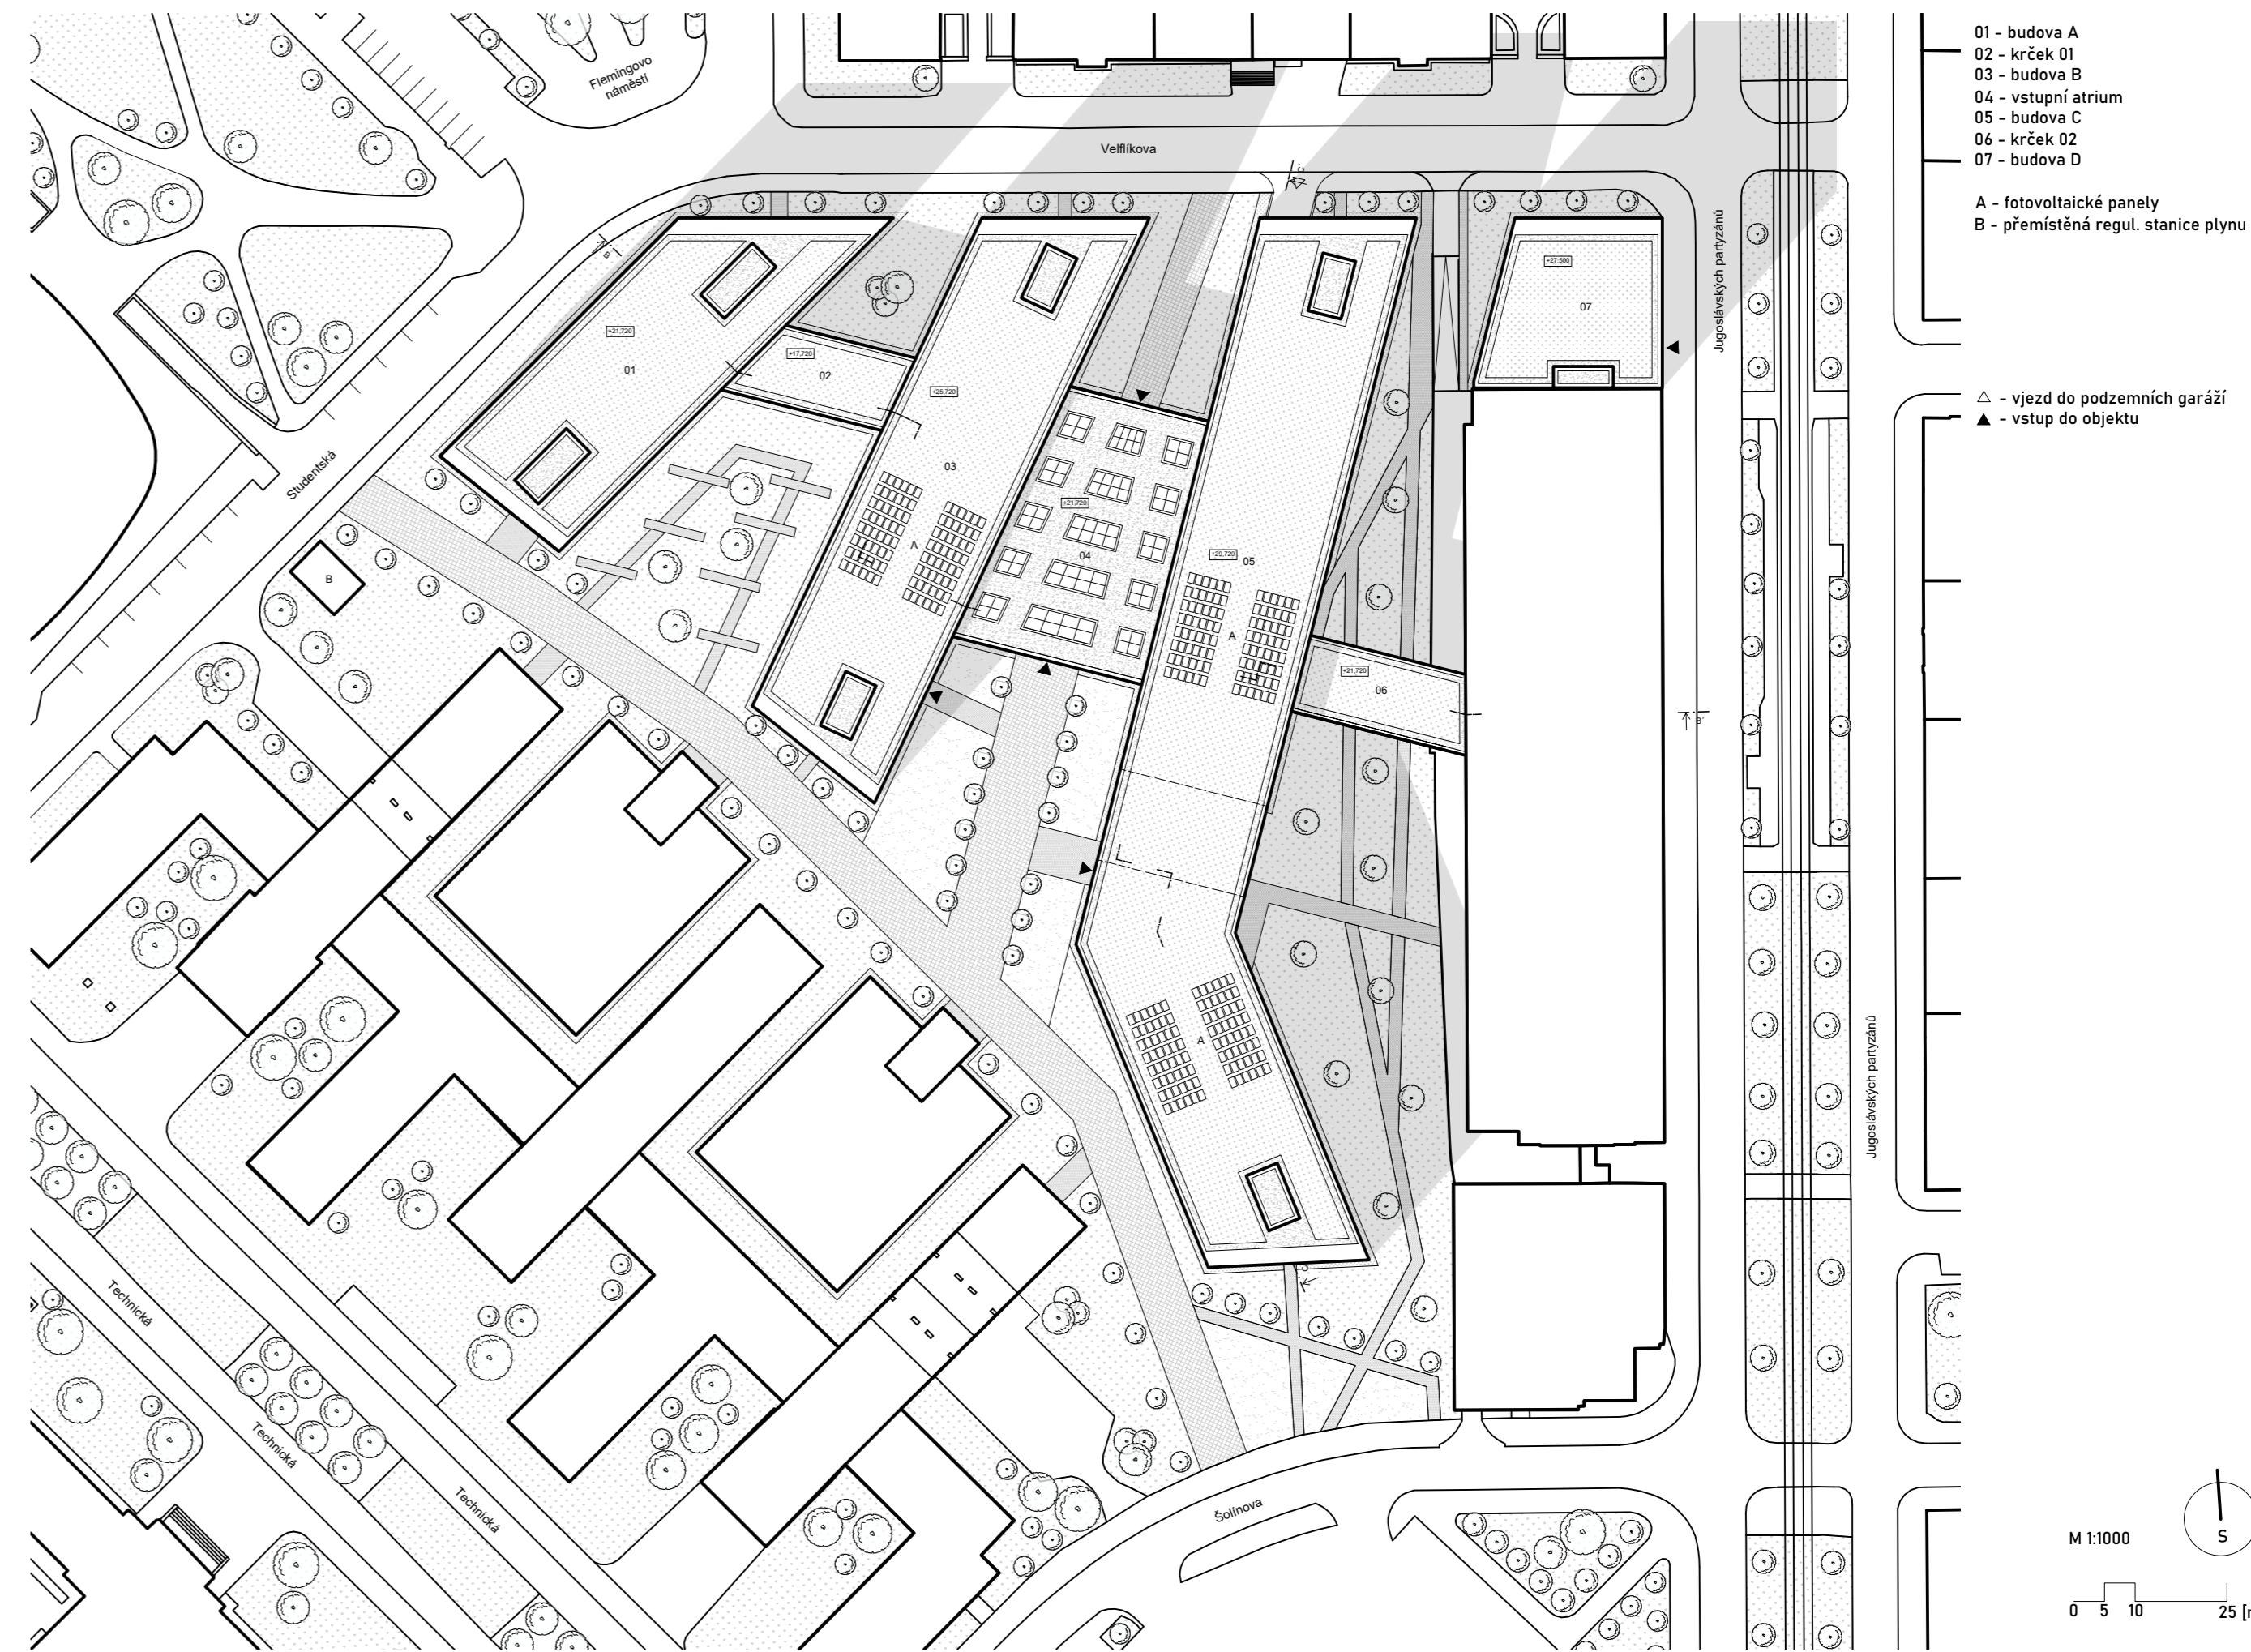 01 - budova A
02 - krček 01
03 - budova B
04 - vstupní atrium
05 - budova C
06 - krček 02
07 - budova D
A - fotovoltaické panely
B - přemístěná regul. stanice plynu
△ - vjezd do podzemních garáží
▲ - vstup do objektu
Flemingovo
náměstí
Velflíkova
C'
Jugoslávských partyzánů
B
+27.500
07
+21,720
01
+17,720
02
+25,720
03
Studentská
A
+21,720
04
+29,720
05
B
A
+21,720
06
B'
A
Jugoslávských partyzánů
C
Technická
Technická
Technická
Šolínova
M 1:1000
S
0 5 10 25